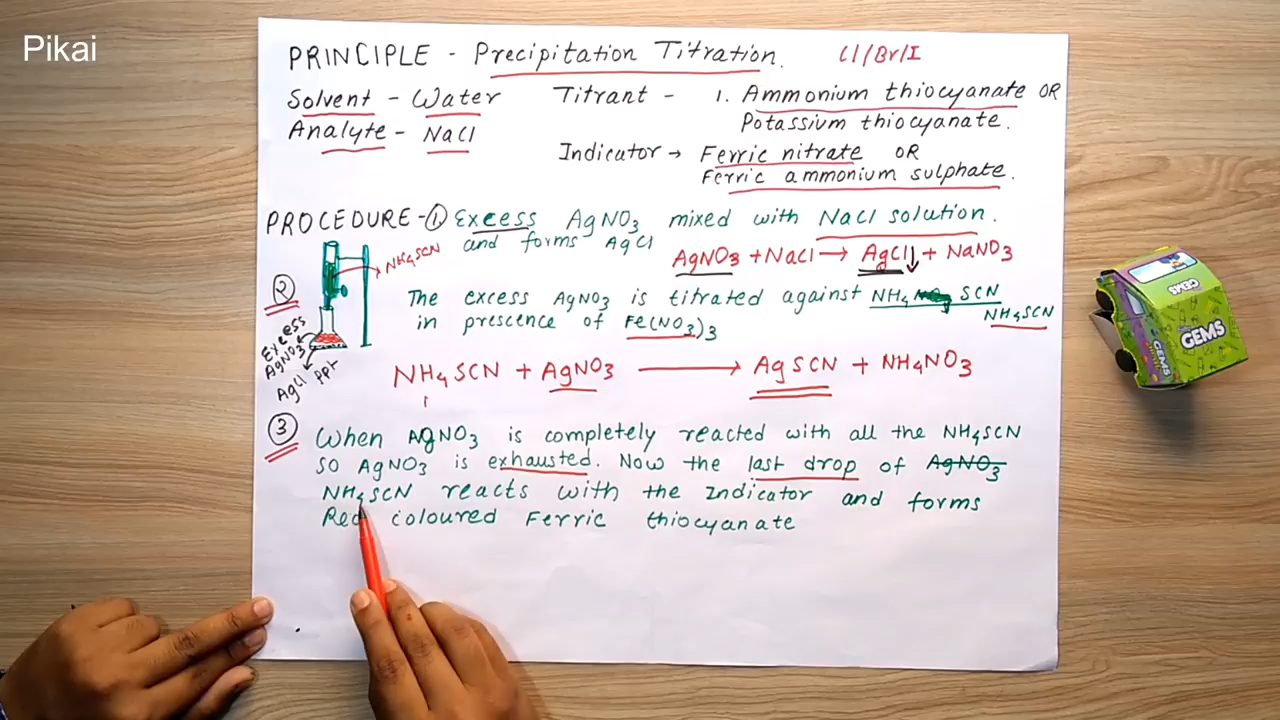 Pikai
PRINCIPLE - Precipitation Titration. Cl/Br/I
Solvent - Water Titrant - 1. Ammonium thiocyanate OR
Potassium thiocyanate.
Analyte - NaCl
Indicator → Ferric nitrate OR
Ferric ammonium sulphate.
PROCEDURE - ① Excess AgNO3 mixed with NaCl solution.
and forms AgCl
AgNO3 + NaCl → AgCl↓ + NaNO3
NH4SCN
②
The excess AgNO3 is titrated against NH4 SCN
NH4SCN
in prescence of Fe(NO3)3
Excess
AgNO3
AgCl ppt
NH4SCN + AgNO3 → AgSCN + NH4NO3
③ When AgNO3 is completely reacted with all the NH4SCN
so AgNO3 is exhausted. Now the last drop of AgNO3
NH4SCN reacts with the Indicator and forms
Red coloured Ferric thiocyanate
GEMS
GEMS
GEMS